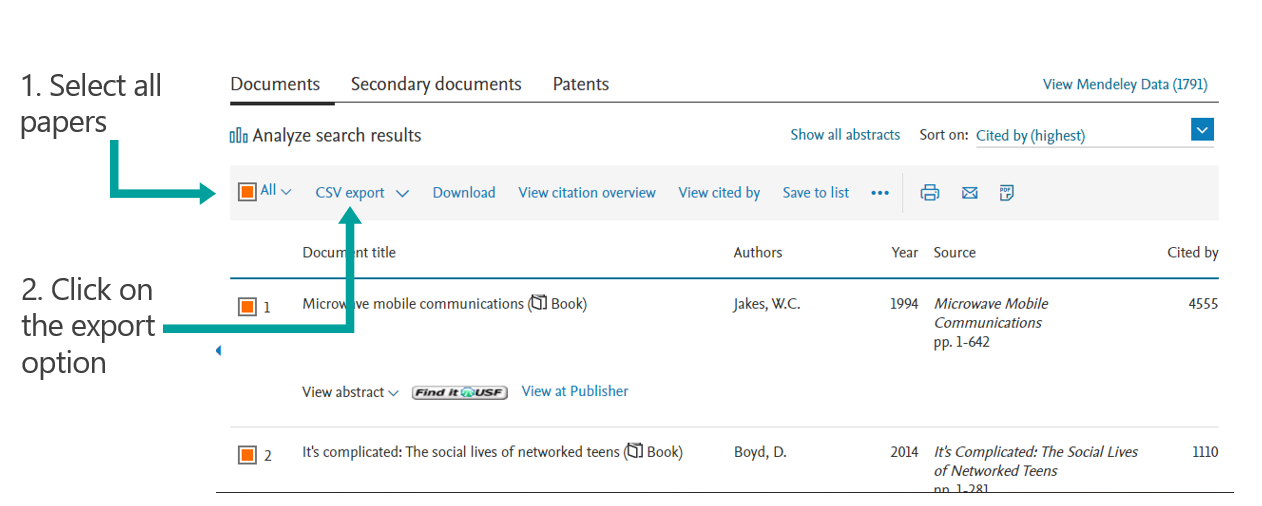 1. Select all
papers
2. Click on
the export
option
Documents Secondary documents Patents View Mendeley Data (1791)
Analyze search results Show all abstracts Sort on: Cited by (highest)
All CSV export Download View citation overview View cited by Save to list ••• PDF
Document title Authors Year Source Cited by
1 Microwave mobile communications (Book) Jakes, W.C. 1994 Microwave Mobile 4555
Communications
pp. 1-642
View abstract Find it USF View at Publisher
2 It's complicated: The social lives of networked teens (Book) Boyd, D. 2014 It's Complicated: The Social Lives 1110
of Networked Teens
pp. 1-281